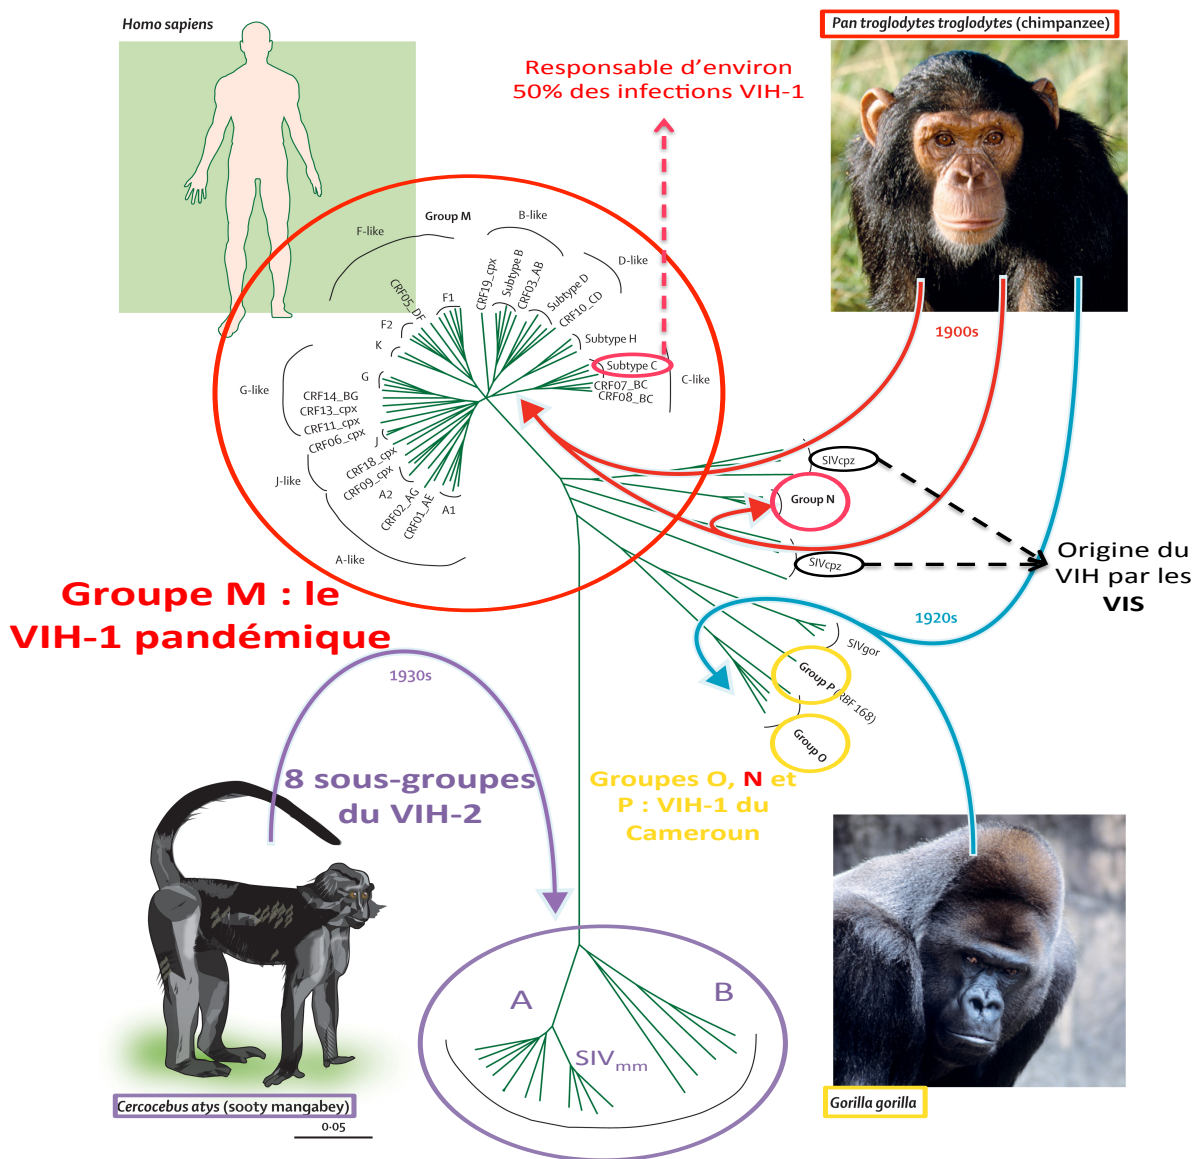 Homo sapiens
Pan troglodytes troglodytes (chimpanzee)
Responsable d’environ
50% des infections VIH-1
Group M
B-like
F-like
D-like
CRF05_DF
F1
CRF19_cpx
Subtype B
CRF03_AB
Subtype D
CRF10_CD
F2
K
Subtype H
1900s
G-like
G
Subtype C
C-like
CRF14_BG
CRF07_BC
CRF13_cpx
CRF08_BC
CRF11_cpx
CRF06_cpx
J
CRF18_cpx
CRF09_cpx
J-like
A2
CRF02_AG
CRF01_AE
A1
A-like
SIVcpz
Group N
SIVcpz
Origine du
VIH par les
VIS
Groupe M : le
VIH-1 pandémique
1920s
SIVgor
Group P (RBF 168)
Group O
1930s
8 sous-groupes
du VIH-2
Groupes O, N et
P : VIH-1 du
Cameroun
A
B
SIVmm
Cercocebus atys (sooty mangabey)
0·05
Gorilla gorilla